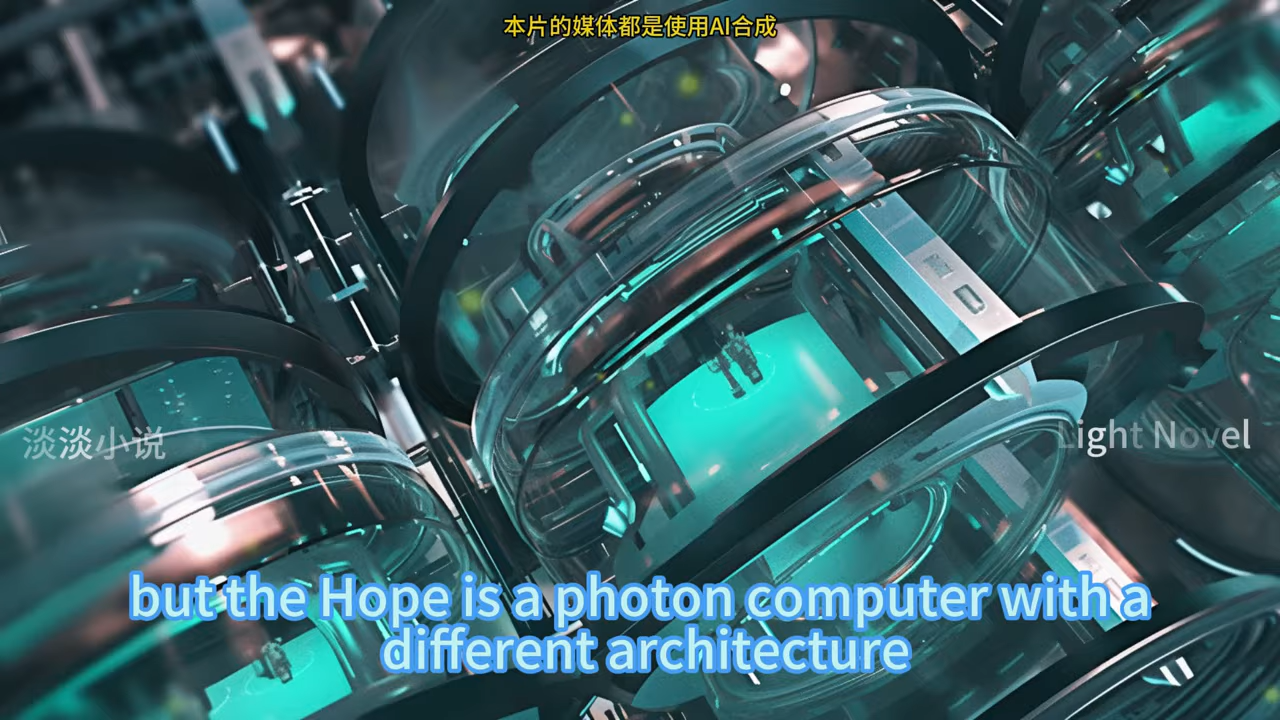 本片的媒体都是使用AI合成
淡淡小说
Light Novel
but the Hope is a photon computer with a
different architecture